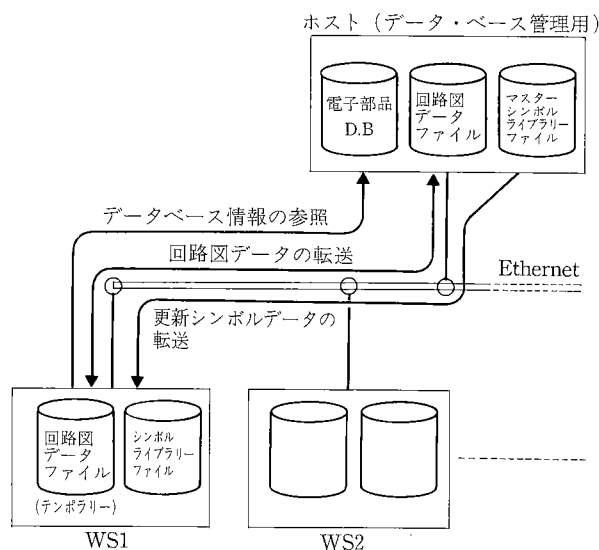 ホスト（データ・ベース管理用）
電子部品
D.B
回路図
データ
ファイル
マスター
シンボル
ライブラリー
ファイル
データベース情報の参照
回路図データの転送
Ethernet
更新シンボルデータの
転送
回路図
データ
ファイル
(テンポラリー)
シンボル
ライブラリー
ファイル
WS1
WS2